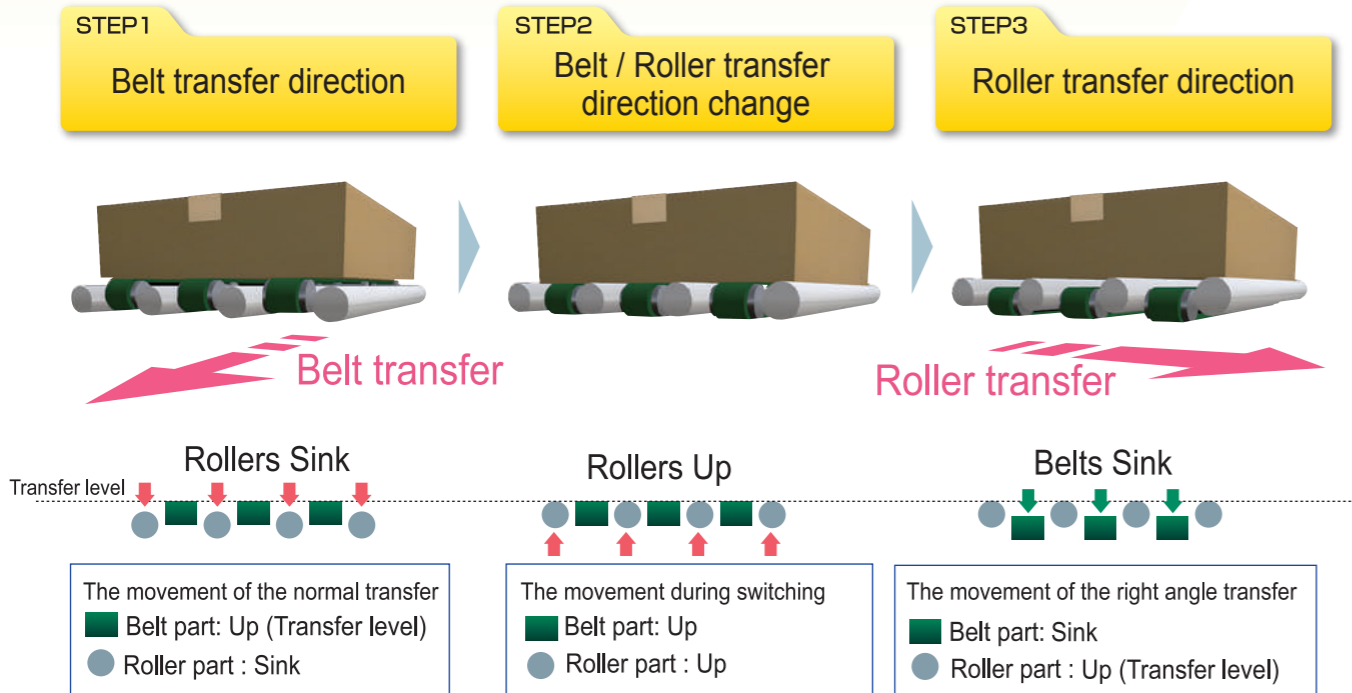 STEP1
Belt transfer direction
STEP2
Belt / Roller transfer
direction change
STEP3
Roller transfer direction
Belt transfer
Roller transfer
Rollers Sink
Rollers Up
Belts Sink
Transfer level
The movement of the normal transfer
Belt part: Up (Transfer level)
Roller part : Sink
The movement during switching
Belt part: Up
Roller part : Up
The movement of the right angle transfer
Belt part: Sink
Roller part : Up (Transfer level)